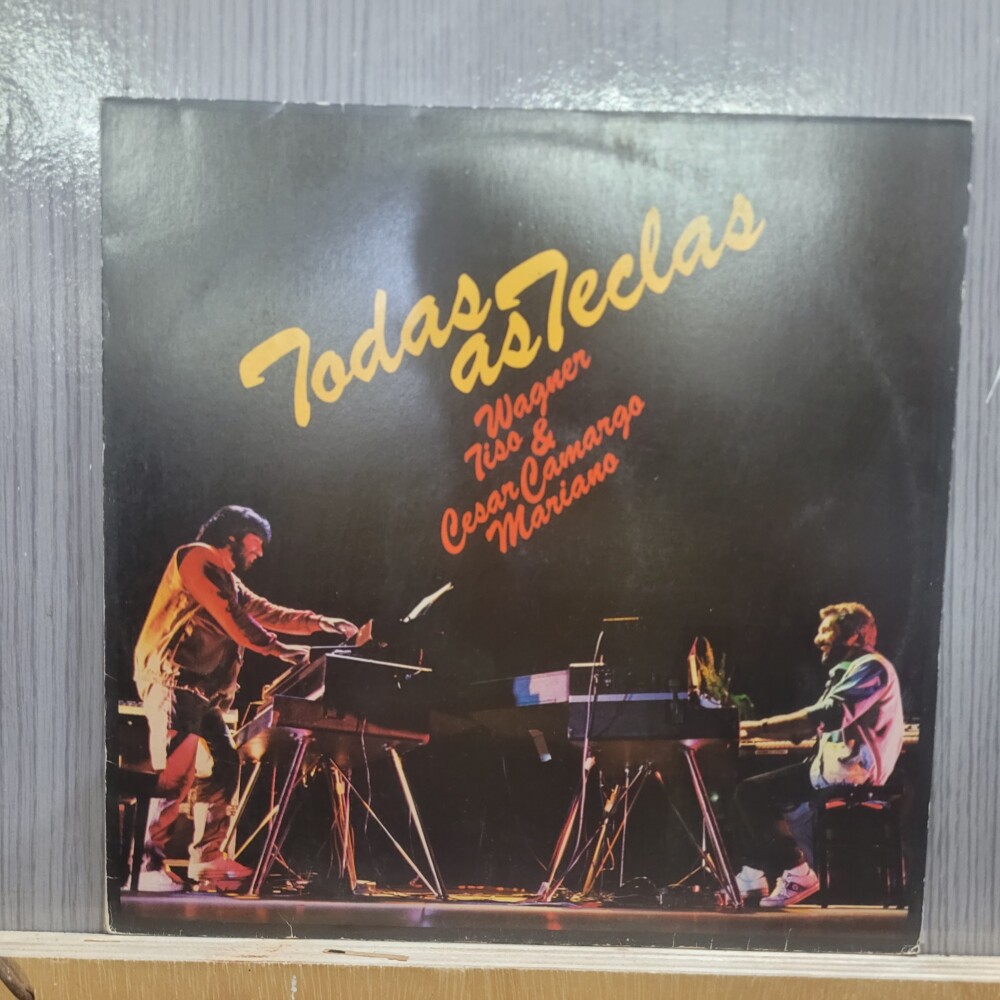 Todas
as Teclas
Wagner
Tiso &
Cesar Camargo
Mariano